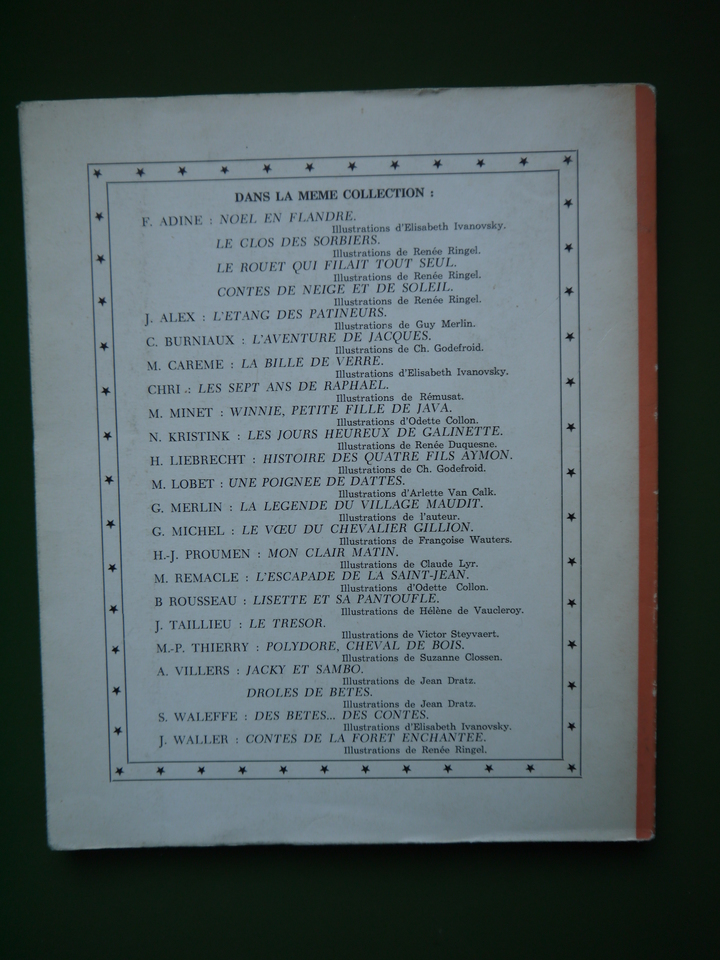 DANS LA MEME COLLECTION :
F. ADINE : NOEL EN FLANDRE.
Illustrations d'Elisabeth Ivanovsky.
LE CLOS DES SORBIERS.
Illustrations de Renée Ringel.
LE ROUET QUI FILAIT TOUT SEUL.
Illustrations de Renée Ringel.
CONTES DE NEIGE ET DE SOLEIL.
Illustrations de Renée Ringel.
J. ALEX : L'ETANG DES PATINEURS.
Illustrations de Guy Merlin.
C. BURNIAUX : L'AVENTURE DE JACQUES.
Illustrations de Ch. Godefroid.
M. CAREME : LA BILLE DE VERRE.
Illustrations d'Elisabeth Ivanovsky.
CHRI .: LES SEPT ANS DE RAPHAEL.
Illustrations de Rémusat.
M. MINET : WINNIE, PETITE FILLE DE JAVA.
Illustrations d'Odette Collon.
N. KRISTINK : LES JOURS HEUREUX DE GALINETTE.
Illustrations de Renée Duquesne.
H. LIEBRECHT : HISTOIRE DES QUATRE FILS AYMON.
Illustrations de Ch. Godefroid.
M. LOBET : UNE POIGNEE DE DATTES.
Illustrations d'Arlette Van Calk.
G. MERLIN : LA LEGENDE DU VILLAGE MAUDIT.
Illustrations de l'auteur.
G. MICHEL : LE VŒU DU CHEVALIER GILLION.
Illustrations de Françoise Wauters.
H.-J. PROUMEN : MON CLAIR MATIN.
Illustrations de Claude Lyr.
M. REMACLE : L'ESCAPADE DE LA SAINT-JEAN.
Illustrations d'Odette Collon.
B ROUSSEAU : LISETTE ET SA PANTOUFLE.
Illustrations de Hélène de Vaucleroy.
J. TAILLIEU : LE TRESOR.
Illustrations de Victor Steyvaert.
M.-P. THIERRY : POLYDORE, CHEVAL DE BOIS.
Illustrations de Suzanne Clossen.
A. VILLERS : JACKY ET SAMBO.
Illustrations de Jean Dratz.
DROLES DE BETES.
Illustrations de Jean Dratz.
S. WALEFFE : DES BETES... DES CONTES.
Illustrations d'Elisabeth Ivanovsky.
J. WALLER : CONTES DE LA FORET ENCHANTEE.
Illustrations de Renée Ringel.